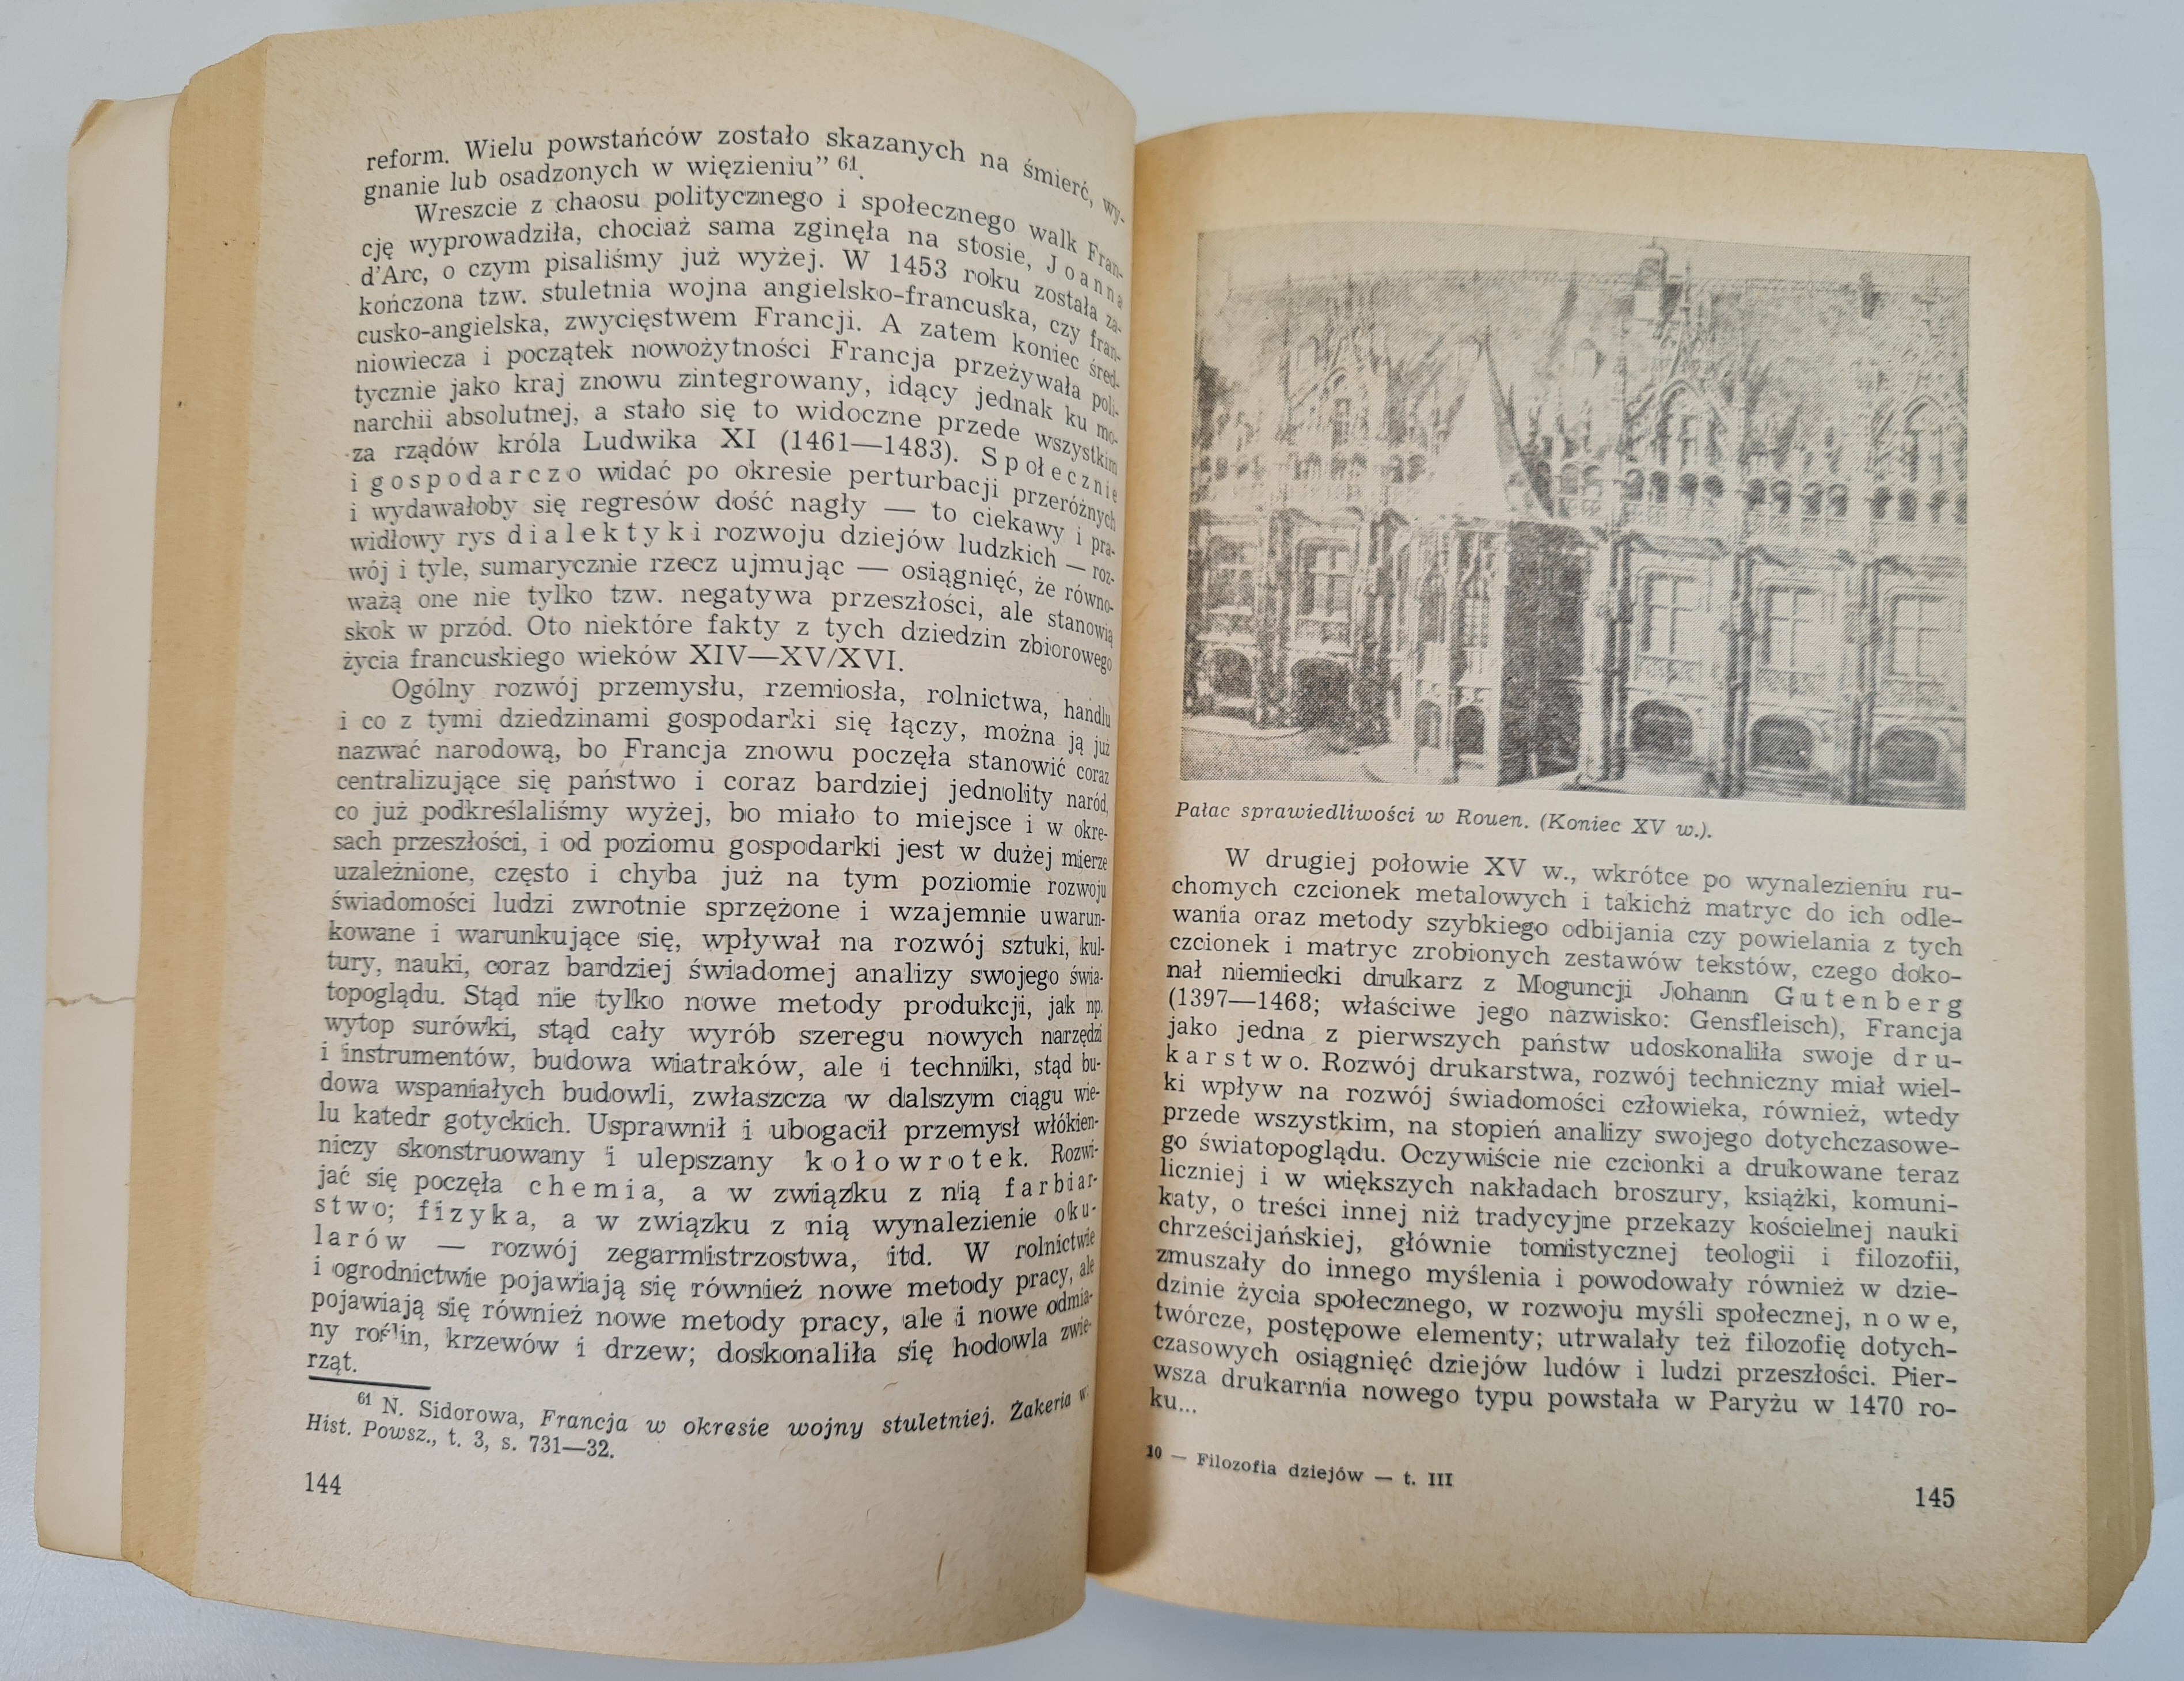 reform. Wielu powstańców zostało skazanych na śmierć, wy-
gnanie lub osadzonych w więzieniu” 61.
Wreszcie z chaosu politycznego i społecznego walk Fran-
cję wyprowadziła, chociaż sama zginęła na stosie, Joanna
d’Arc, o czym pisaliśmy już wyżej. W 1453 roku została za-
kończona tzw. stuletnia wojna angielsko-francuska, czy fran-
cusko-angielska, zwycięstwem Francji. A zatem koniec śred-
niowiecza i początek nowożytności Francja przeżywała poli-
tycznie jako kraj znowu zintegrowany, idący jednak ku mo-
narchii absolutnej, a stało się to widoczne przede wszystkim
za rządów króla Ludwika XI (1461—1483). Społecznie
i gospodarczo widać po okresie perturbacji przeróżnych
i wydawałoby się regresów dość nagły — to ciekawy i pra-
widłowy rys dialektyki rozwoju dziejów ludzkich — roz-
wój i tyle, sumarycznie rzecz ujmując — osiągnięć, że równo-
ważą one nie tylko tzw. negatywa przeszłości, ale stanowią
skok w przód. Oto niektóre fakty z tych dziedzin zbiorowego
życia francuskiego wieków XIV—XV/XVI.
Ogólny rozwój przemysłu, rzemiosła, rolnictwa, handlu
i co z tymi dziedzinami gospodarki się łączy, można ją już
nazwać narodową, bo Francja znowu poczęła stanowić coraz
centralizujące się państwo i coraz bardziej jednolity naród,
co już podkreślaliśmy wyżej, bo miało to miejsce i w okre-
sach przeszłości, i od poziomu gospodarki jest w dużej mierze
uzależnione, często i chyba już na tym poziomie rozwoju
świadomości ludzi zwrotnie sprzężone i wzajemnie uwarun-
kowane i warunkujące się, wpływał na rozwój sztuki, kul-
tury, nauki, coraz bardziej świadomej analizy swojego świa-
topoglądu. Stąd nie tylko nowe metody produkcji, jak np.
wytop surówki, stąd cały wyrób szeregu nowych narzędzi
i instrumentów, budowa wiatraków, ale i techniki, stąd bu-
dowa wspaniałych budowli, zwłaszcza w dalszym ciągu wie-
lu katedr gotyckich. Usprawnił i ubogacił przemysł włókien-
niczy skonstruowany i ulepszany kołowrotek. Rozwi-
jać się poczęła chemia, a w związku z nią farbiar-
stwo; fizyka, a w związku z nią wynalezienie oku-
larów — rozwój zegarmistrzostwa, itd. W rolnictwie
i ogrodnictwie pojawiają się również nowe metody pracy, ale
pojawiają się również nowe metody pracy, ale i nowe odmia-
ny roślin, krzewów i drzew; doskonaliła się hodowla zwie-
rząt.
61 N. Sidorowa, Francja w okresie wojny stuletniej. Żakeria w:
Hist. Powsz., t. 3, s. 731—32.
144
Pałac sprawiedliwości w Rouen. (Koniec XV w.).
W drugiej połowie XV w., wkrótce po wynalezieniu ru-
chomych czcionek metalowych i takichż matryc do ich odle-
wania oraz metody szybkiego odbijania czy powielania z tych
czcionek i matryc zrobionych zestawów tekstów, czego doko-
nał niemiecki drukarz z Moguncji Johann Gutenberg
(1397—1468; właściwe jego nazwisko: Gensfleisch), Francja
jako jedna z pierwszych państw udoskonaliła swoje dru-
karstwo. Rozwój drukarstwa, rozwój techniczny miał wiel-
ki wpływ na rozwój świadomości człowieka, również, wtedy
przede wszystkim, na stopień analizy swojego dotychczasowe-
go światopoglądu. Oczywiście nie czcionki a drukowane teraz
liczniej i w większych nakładach broszury, książki, komuni-
katy, o treści innej niż tradycyjne przekazy kościelnej nauki
chrześcijańskiej, głównie tomistycznej teologii i filozofii,
zmuszały do innego myślenia i powodowały również w dzie-
dzinie życia społecznego, w rozwoju myśli społecznej, nowe,
twórcze, postępowe elementy; utrwalały też filozofię dotych-
czasowych osiągnięć dziejów ludów i ludzi przeszłości. Pier-
wsza drukarnia nowego typu powstała w Paryżu w 1470 ro-
ku...
10 — Filozofia dziejów — t. III
145